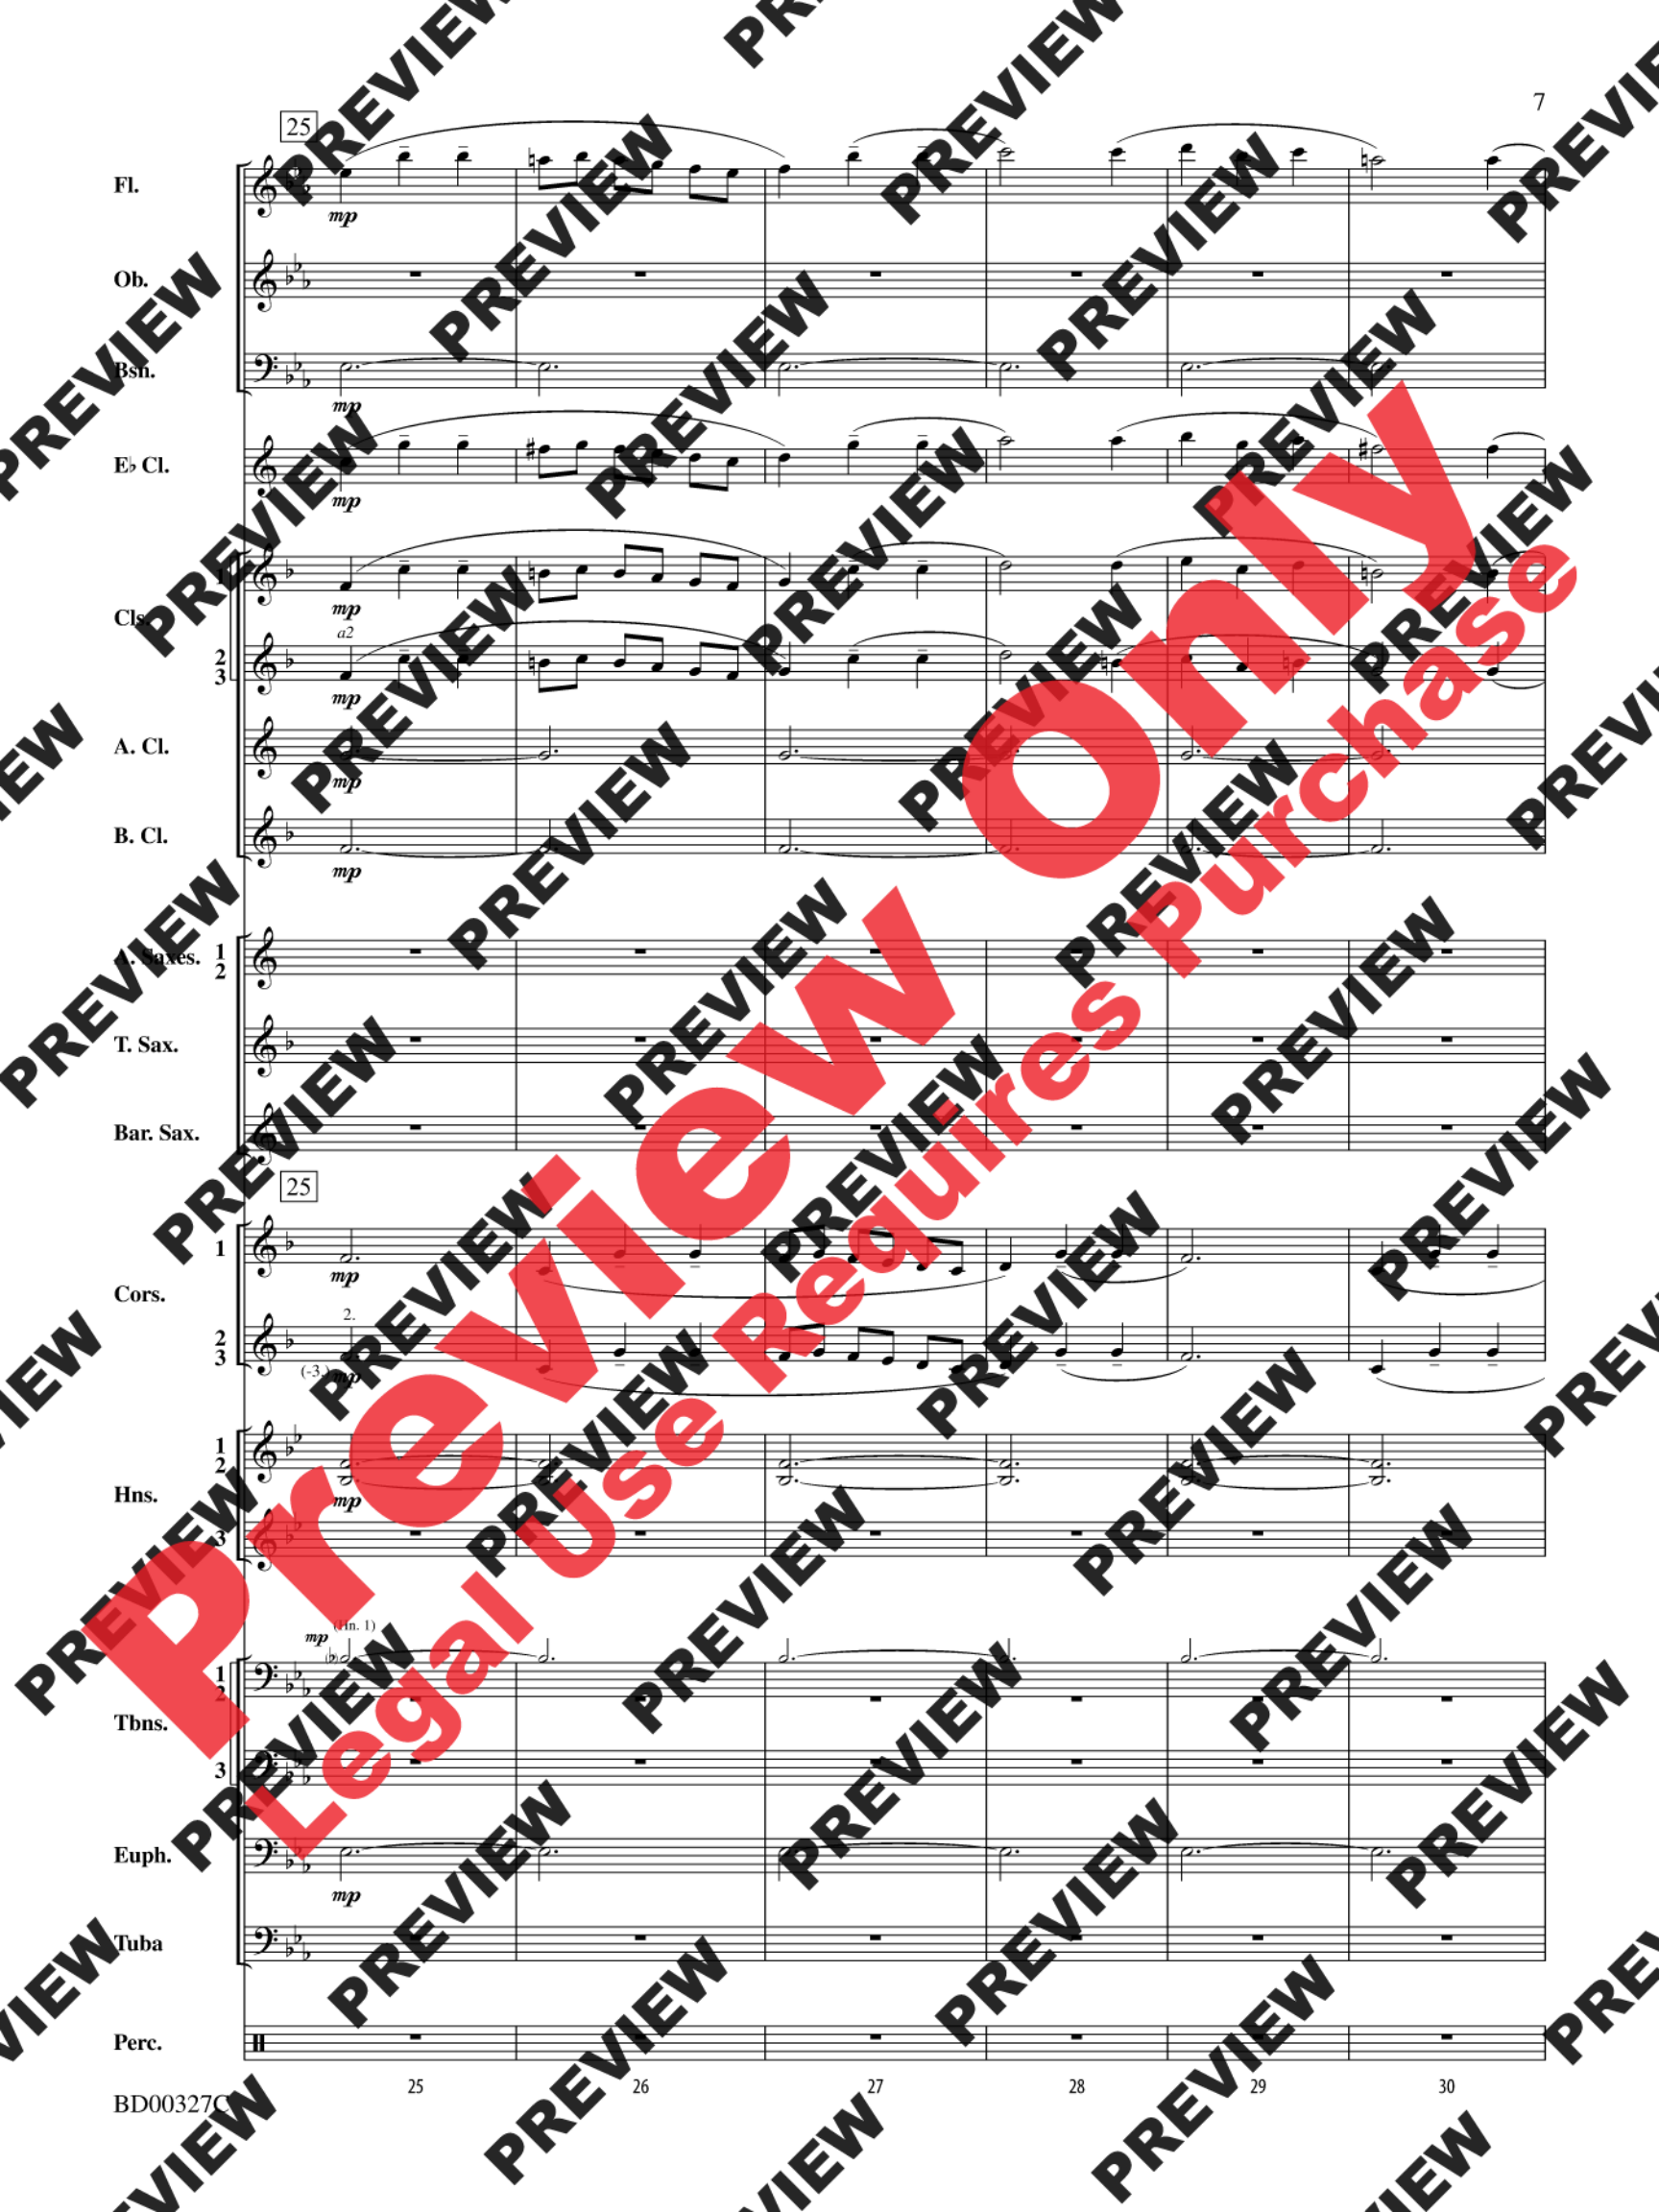 7
25
Fl.
mp
Ob.
Bsn.
mp
E♭ Cl.
mp
1
mp
Cls.
a2
2
3
mp
A. Cl.
mp
B. Cl.
mp
A. Saxes. 1
2
T. Sax.
Bar. Sax.
25
1
mp
Cors.
2.
2
3
(-3.) mp
1
2
Hns.
mp
3
mp (Hn. 1)
(♭)
1
2
Tbns.
3
Euph.
mp
Tuba
Perc.
25 26 27 28 29 30
BD00327C
Preview Only
Legal Use Requires Purchase
PREVIEW